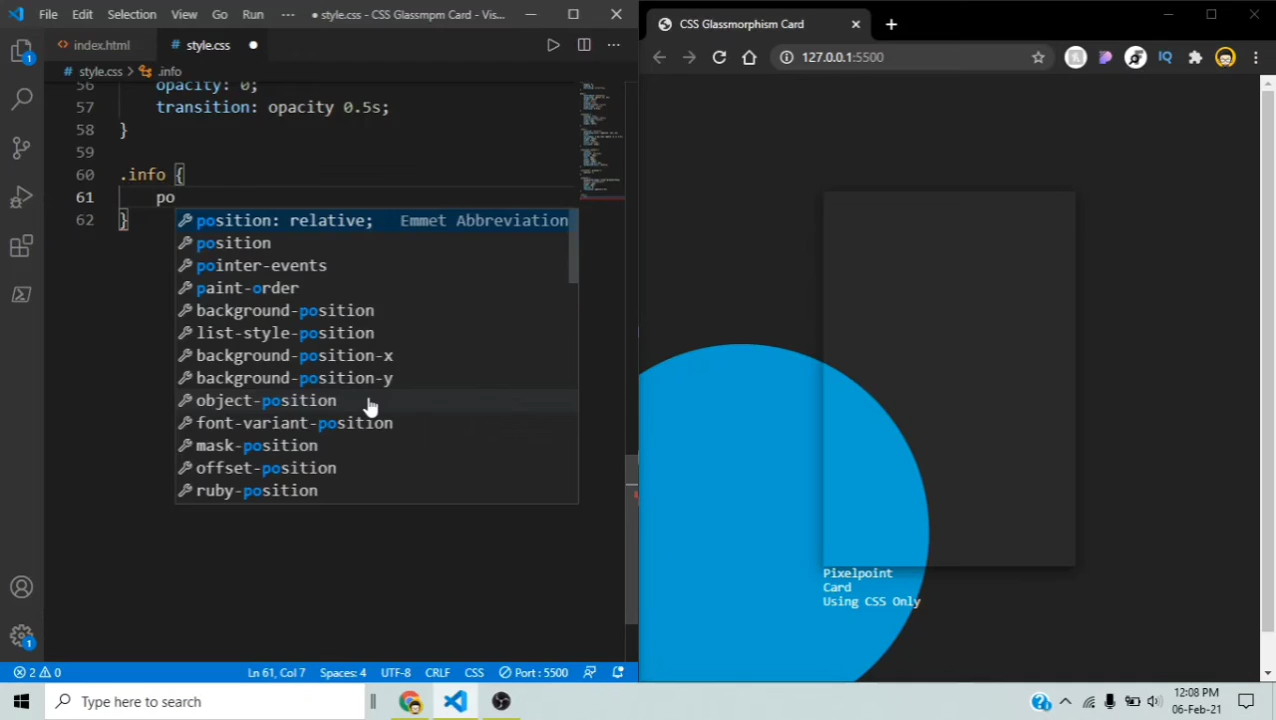 File Edit Selection View Go Run ··· ● style.css - CSS Glassmpm Card - Vis...
index.html
# style.css ●
# style.css > .info
56 opacity: 0;
57 transition: opacity 0.5s;
58 }
59
60 .info {
61 po
62 }
position: relative; Emmet Abbreviation
position
pointer-events
paint-order
background-position
list-style-position
background-position-x
background-position-y
object-position
font-variant-position
mask-position
offset-position
ruby-position
1
1
2 0
Ln 61, Col 7 Spaces: 4 UTF-8 CRLF CSS Port : 5500
CSS Glassmorphism Card
127.0.0.1:5500
IQ
Pixelpoint
Card
Using CSS Only
Type here to search
12:08 PM
06-Feb-21